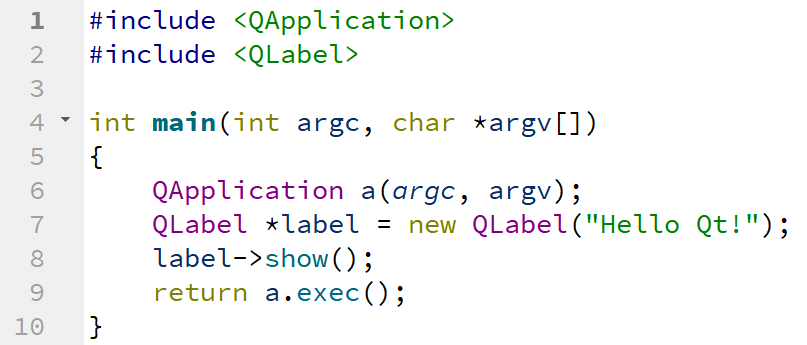 1 #include <QApplication>
2 #include <QLabel>
3
4 int main(int argc, char *argv[])
5 {
6     QApplication a(argc, argv);
7     QLabel *label = new QLabel("Hello Qt!");
8     label->show();
9     return a.exec();
10 }